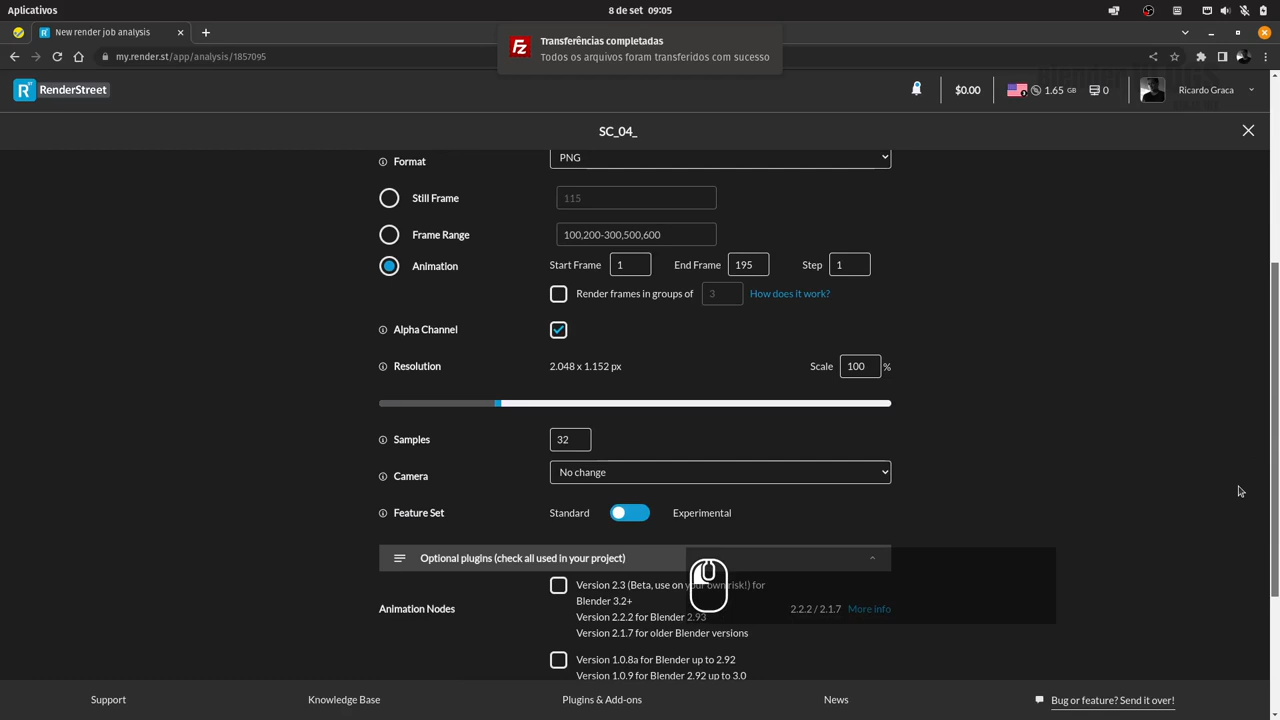 Aplicativos
8 de set 09:05
New render job analysis
my.render.st/app/analysis/1857095
Transferências completadas
Todos os arquivos foram transferidos com sucesso
RenderStreet
$0.00
1.65 GB
0
Ricardo Graca
SC_04_
Format
PNG
Still Frame
115
Frame Range
100,200-300,500,600
Animation
Start Frame 1
End Frame 195
Step 1
Render frames in groups of 3 How does it work?
Alpha Channel
Resolution
2.048 x 1.152 px
Scale 100 %
Samples
32
Camera
No change
Feature Set
Standard
Experimental
Optional plugins (check all used in your project)
Animation Nodes
Version 2.3 (Beta, use on your own risk!) for
Blender 3.2+
Version 2.2.2 for Blender 2.93
Version 2.1.7 for older Blender versions
2.2.2 / 2.1.7 More info
Version 1.0.8a for Blender up to 2.92
Version 1.0.9 for Blender 2.92 up to 3.0
Support
Knowledge Base
Plugins & Add-ons
News
Bug or feature? Send it over!